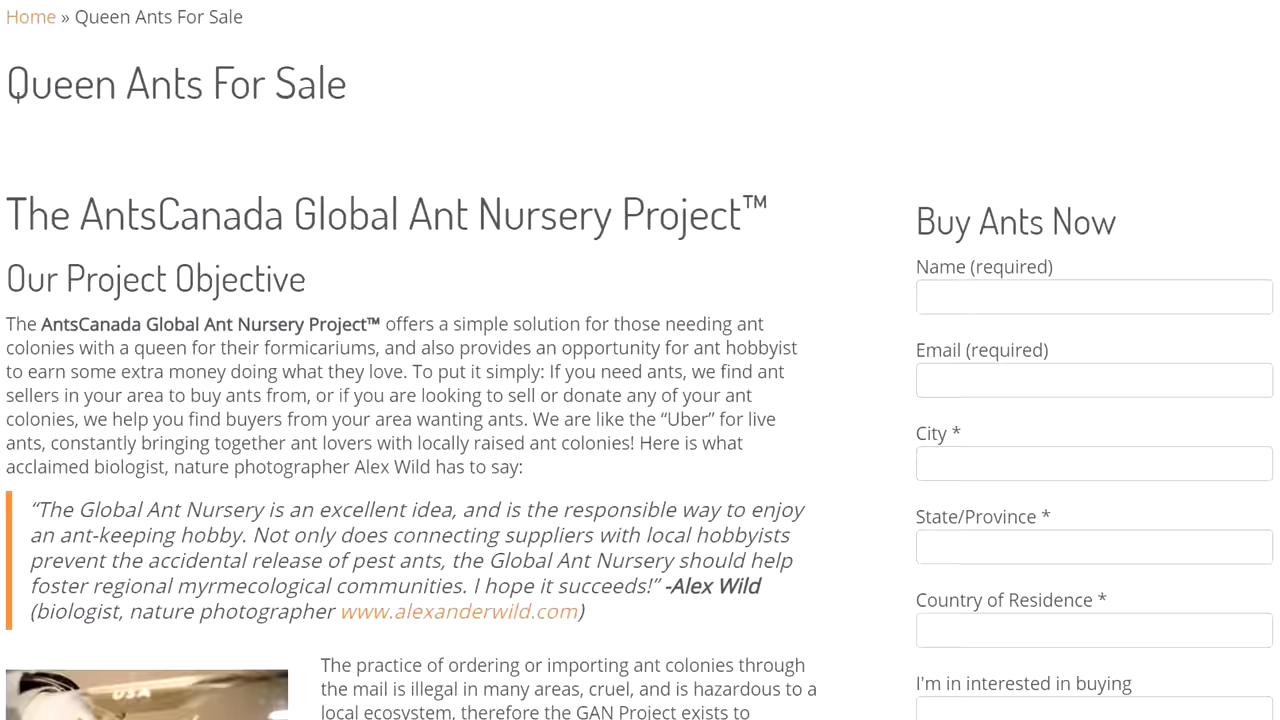 Home » Queen Ants For Sale
Queen Ants For Sale
The AntsCanada Global Ant Nursery Project™
Our Project Objective
The AntsCanada Global Ant Nursery Project™ offers a simple solution for those needing ant
colonies with a queen for their formicariums, and also provides an opportunity for ant hobbyist
to earn some extra money doing what they love. To put it simply: If you need ants, we find ant
sellers in your area to buy ants from, or if you are looking to sell or donate any of your ant
colonies, we help you find buyers from your area wanting ants. We are like the “Uber” for live
ants, constantly bringing together ant lovers with locally raised ant colonies! Here is what
acclaimed biologist, nature photographer Alex Wild has to say:
“The Global Ant Nursery is an excellent idea, and is the responsible way to enjoy
an ant-keeping hobby. Not only does connecting suppliers with local hobbyists
prevent the accidental release of pest ants, the Global Ant Nursery should help
foster regional myrmecological communities. I hope it succeeds!” -Alex Wild
(biologist, nature photographer www.alexanderwild.com)
USA
The practice of ordering or importing ant colonies through
the mail is illegal in many areas, cruel, and is hazardous to a
local ecosystem, therefore the GAN Project exists to
Buy Ants Now
Name (required)
Email (required)
City *
State/Province *
Country of Residence *
I'm in interested in buying